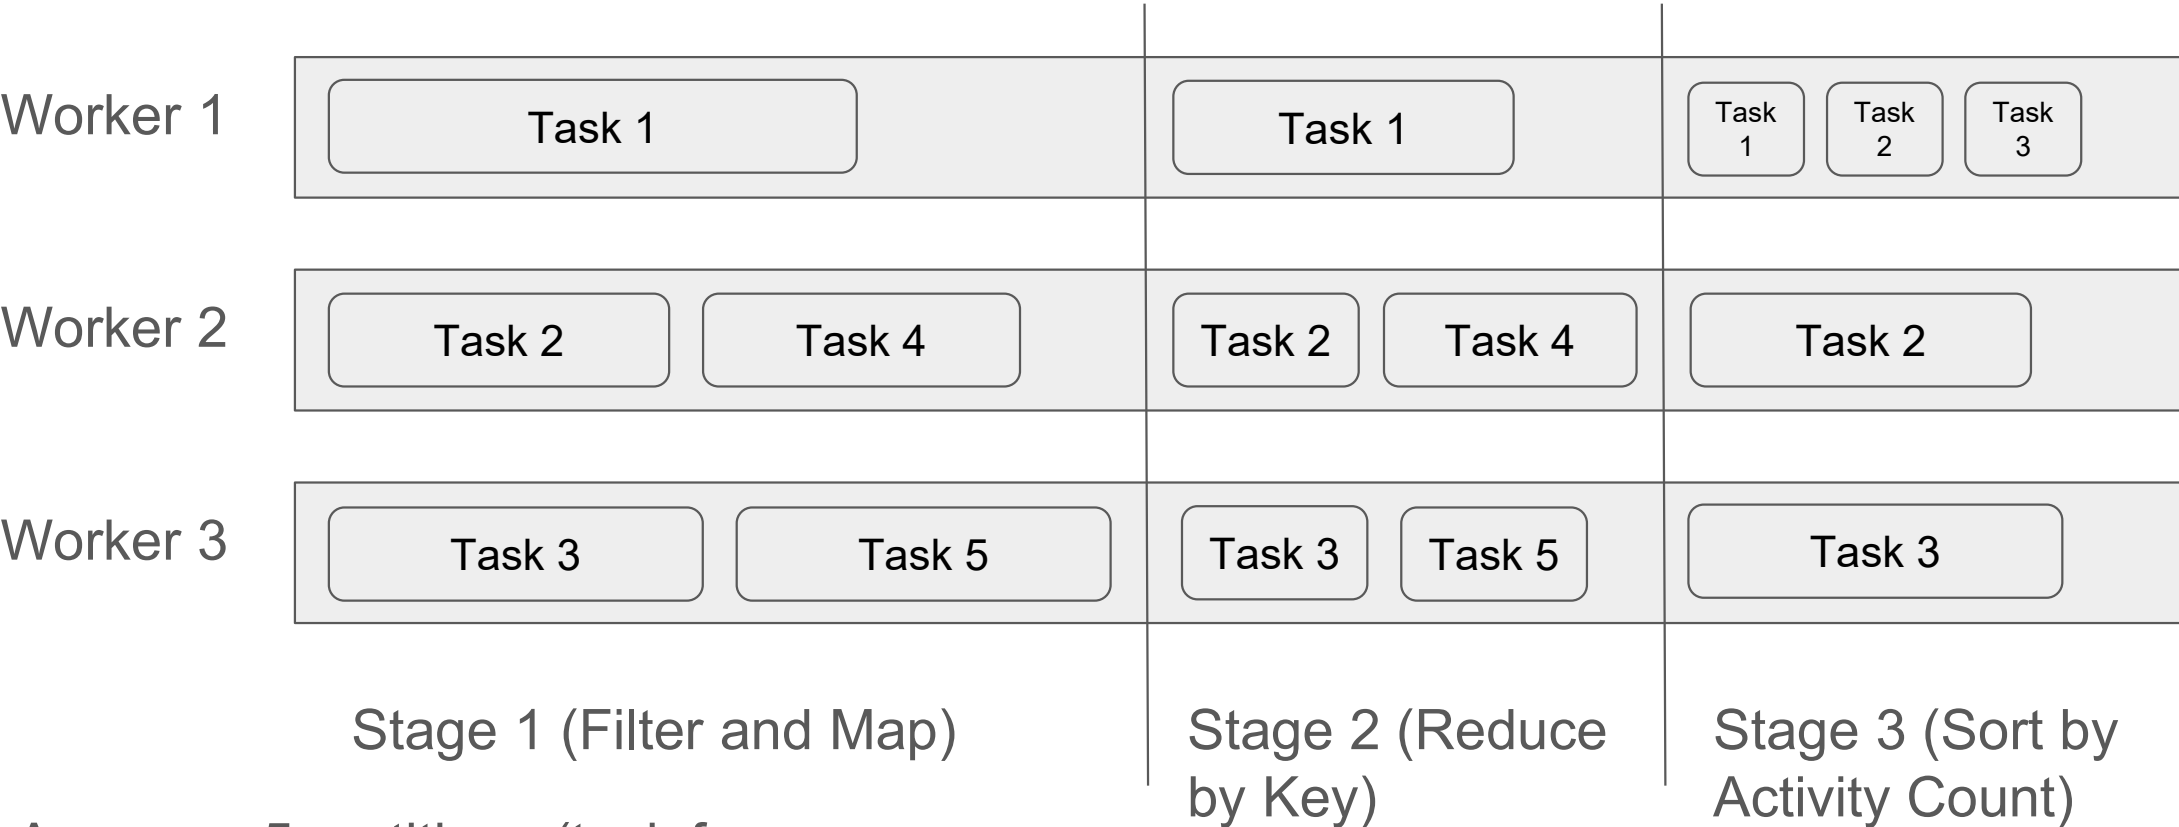 Worker 1
Task 1
Task 1
Task
1
Task
2
Task
3
Worker 2
Task 2
Task 4
Task 2
Task 4
Task 2
Worker 3
Task 3
Task 5
Task 3
Task 5
Task 3
Stage 1 (Filter and Map)
Stage 2 (Reduce
by Key)
Stage 3 (Sort by
Activity Count)